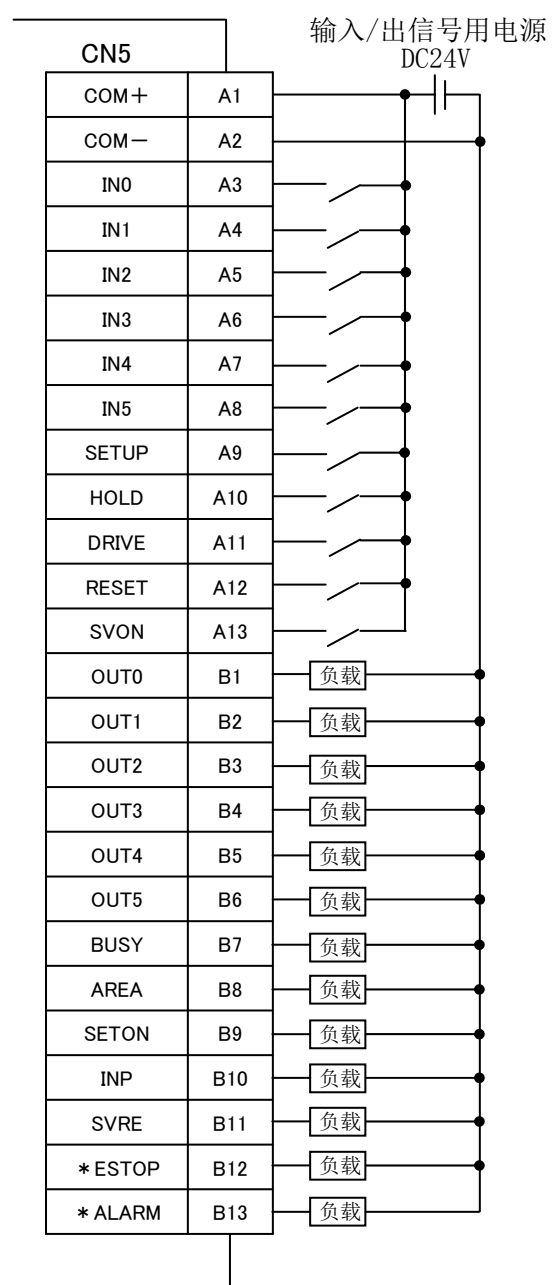 输入/出信号用电源
DC24V
CN5
COM＋ A1
COM－ A2
IN0 A3
IN1 A4
IN2 A5
IN3 A6
IN4 A7
IN5 A8
SETUP A9
HOLD A10
DRIVE A11
RESET A12
SVON A13
OUT0 B1 负载
OUT1 B2 负载
OUT2 B3 负载
OUT3 B4 负载
OUT4 B5 负载
OUT5 B6 负载
BUSY B7 负载
AREA B8 负载
SETON B9 负载
INP B10 负载
SVRE B11 负载
*ESTOP B12 负载
*ALARM B13 负载